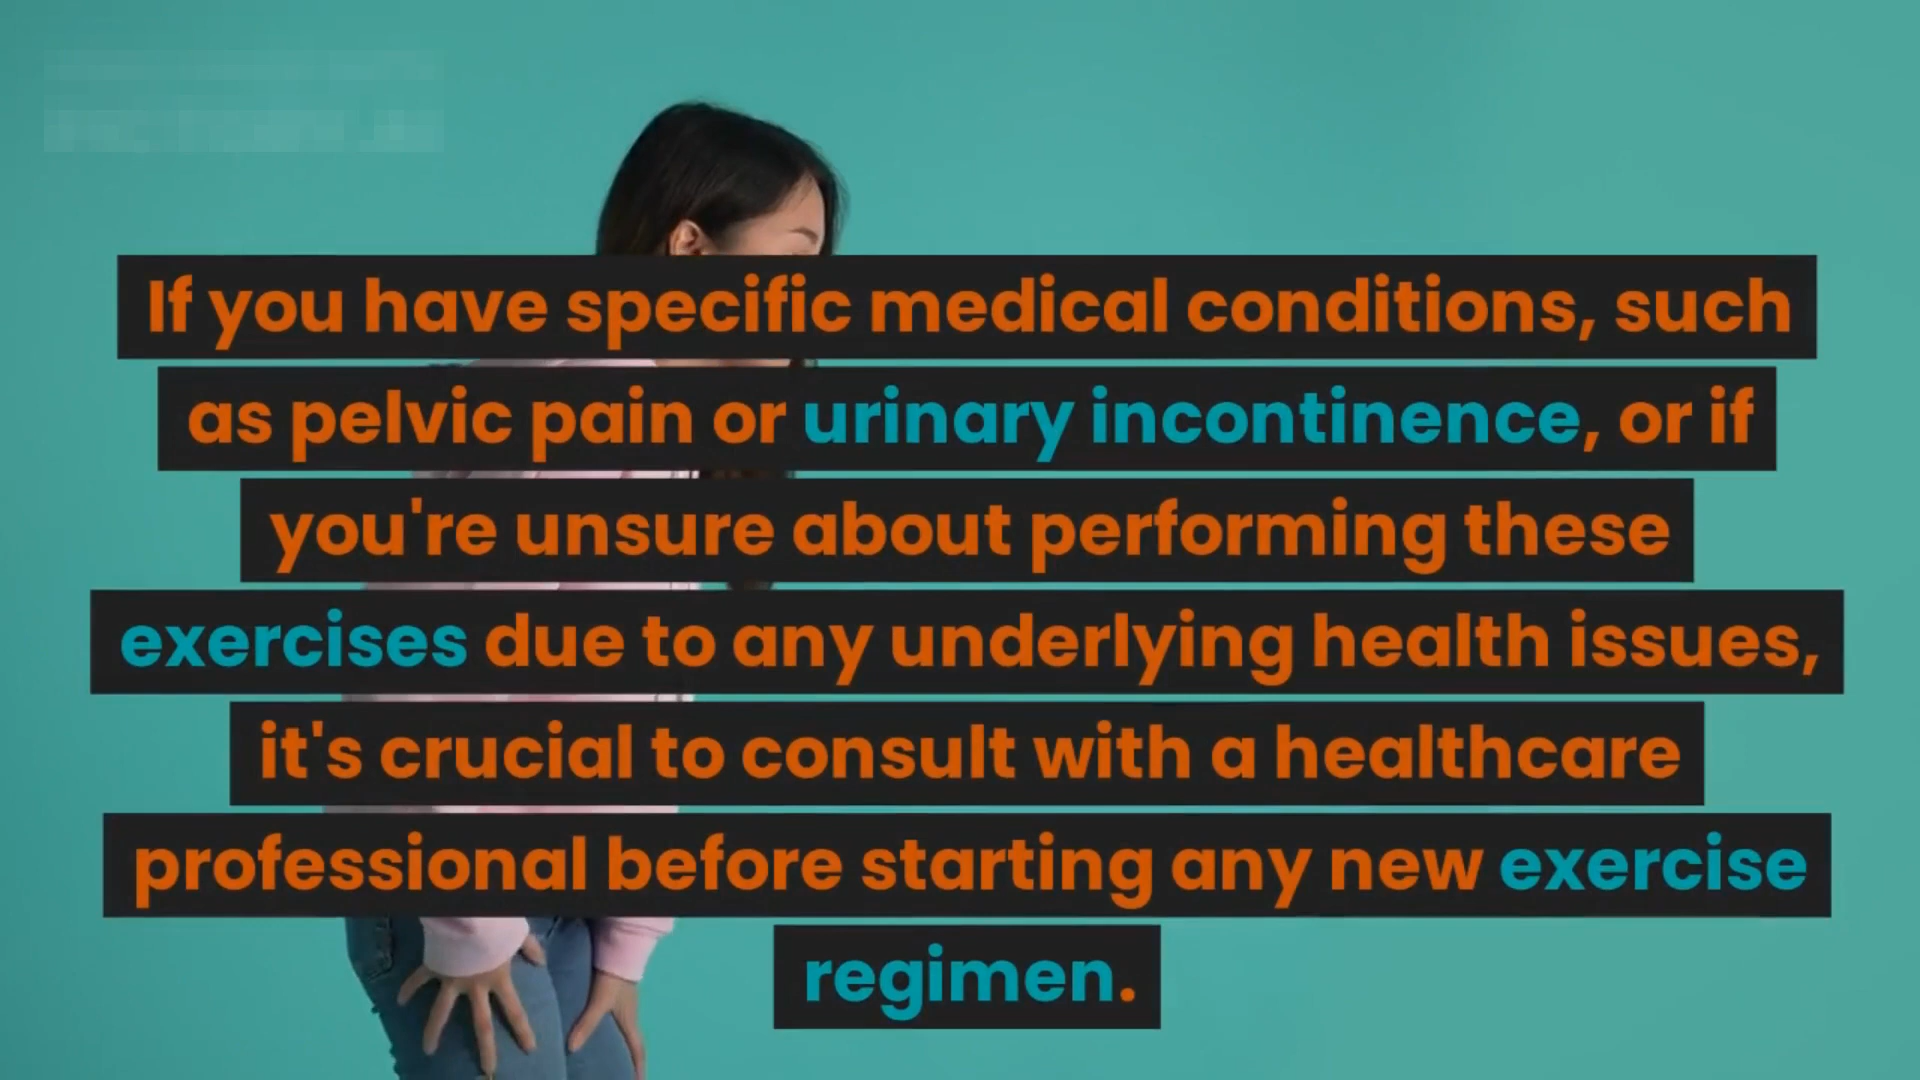 If you have specific medical conditions, such
as pelvic pain or urinary incontinence, or if
you're unsure about performing these
exercises due to any underlying health issues,
it's crucial to consult with a healthcare
professional before starting any new exercise
regimen.